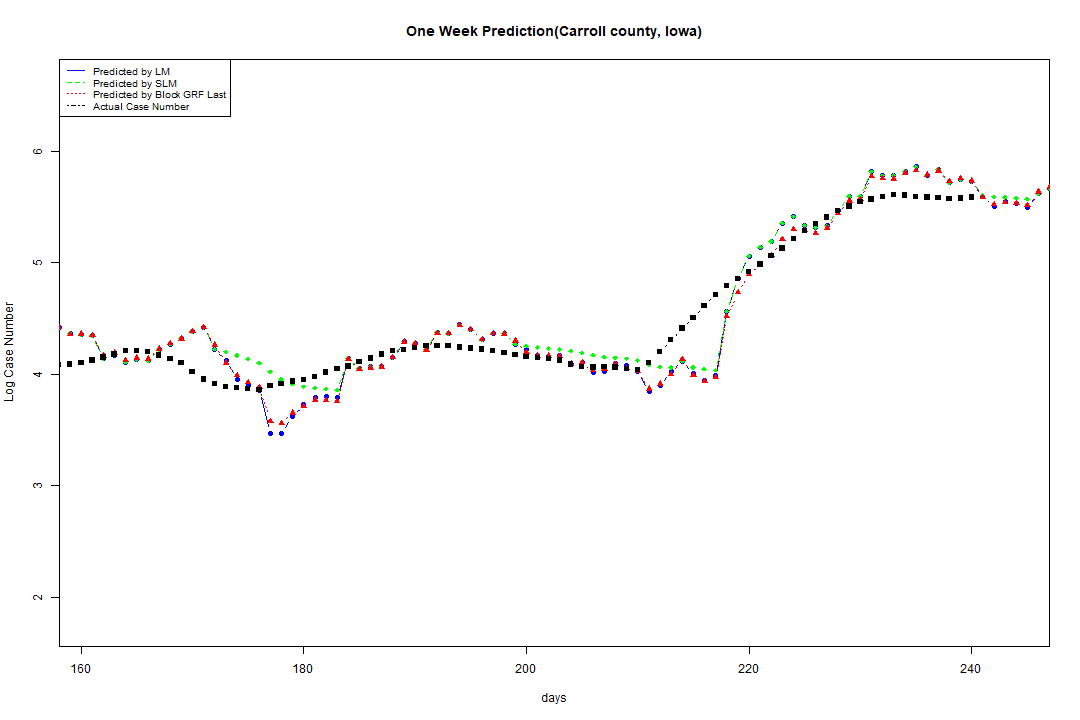 One Week Prediction(Carroll county, Iowa)
Predicted by LM
Predicted by SLM
Predicted by Block GRF Last
Actual Case Number
6
5
4
3
2
Log Case Number
160 180 200 220 240
days